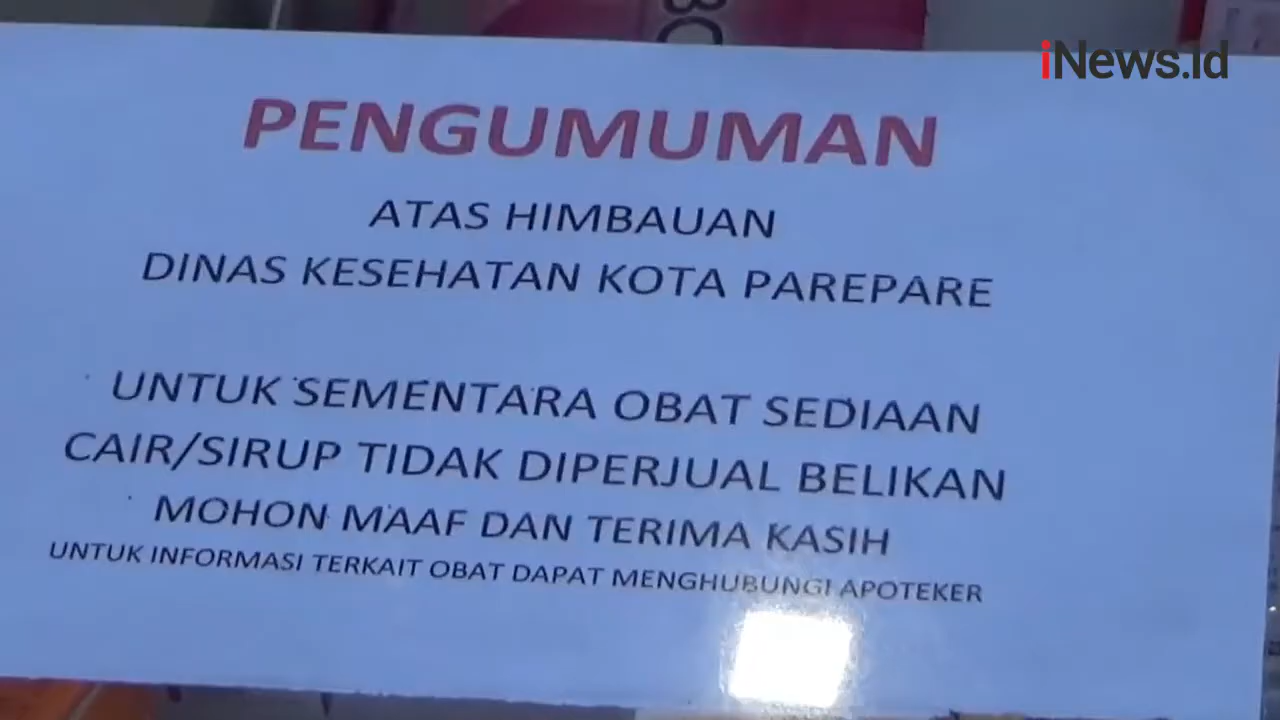 BO
iNews.id
PENGUMUMAN
ATAS HIMBAUAN
DINAS KESEHATAN KOTA PAREPARE
UNTUK SEMENTARA OBAT SEDIAAN
CAIR/SIRUP TIDAK DIPERJUAL BELIKAN
MOHON MAAF DAN TERIMA KASIH
UNTUK INFORMASI TERKAIT OBAT DAPAT MENGHUBUNGI APOTEKER